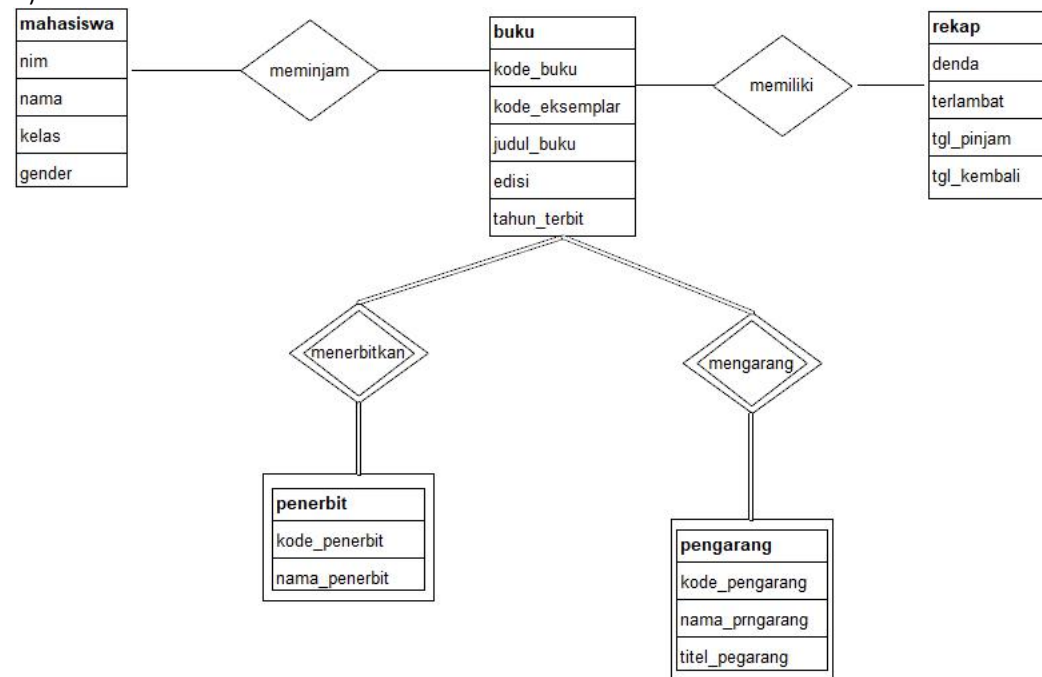 mahasiswa
nim
nama
kelas
gender
meminjam
buku
kode_buku
kode_eksemplar
judul_buku
edisi
tahun_terbit
memiliki
rekap
denda
terlambat
tgl_pinjam
tgl_kembali
menerbitkan
mengarang
penerbit
kode_penerbit
nama_penerbit
pengarang
kode_pengarang
nama_prngarang
titel_pegarang